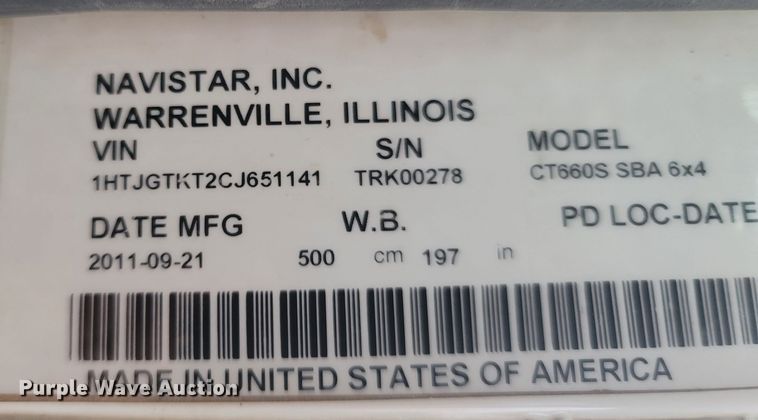 NAVISTAR, INC.
WARRENVILLE, ILLINOIS
VIN S/N MODEL
1HTJGTKT2CJ651141 TRK00278 CT660S SBA 6x4
DATE MFG W.B. PD LOC-DATE
2011-09-21 500 cm 197 in
MADE IN UNITED STATES OF AMERICA
Purple Wave Auction